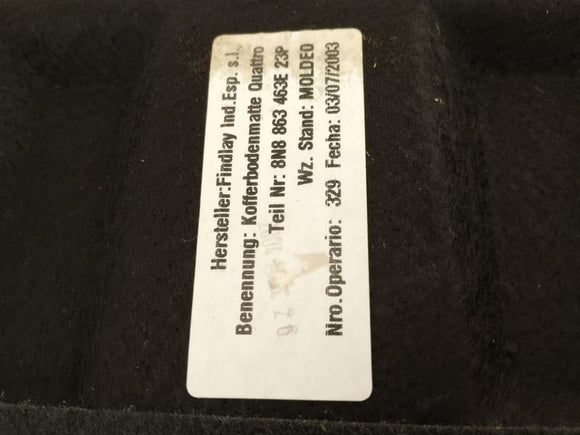 Hersteller:Findlay Ind.Esp. s.l.
Benennung: Kofferbodenmatte Quattro
Teil Nr: 8N8 863 463E 23P
Wz. Stand: MOLDEO
Nro.Operario: 329 Fecha: 03/07/2003